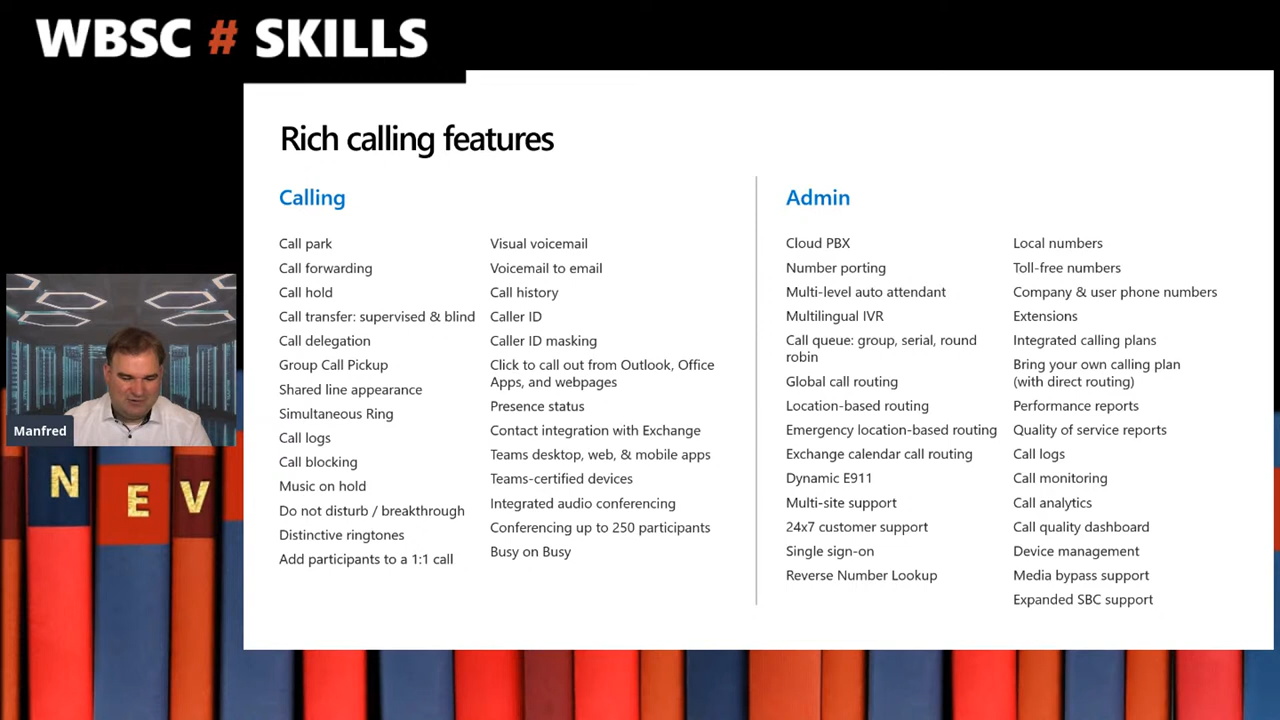 WBSC # SKILLS
Rich calling features
Calling
Call park
Call forwarding
Call hold
Call transfer: supervised & blind
Call delegation
Group Call Pickup
Shared line appearance
Simultaneous Ring
Call logs
Call blocking
Music on hold
Do not disturb / breakthrough
Distinctive ringtones
Add participants to a 1:1 call
Visual voicemail
Voicemail to email
Call history
Caller ID
Caller ID masking
Click to call out from Outlook, Office
Apps, and webpages
Presence status
Contact integration with Exchange
Teams desktop, web, & mobile apps
Teams-certified devices
Integrated audio conferencing
Conferencing up to 250 participants
Busy on Busy
Admin
Cloud PBX
Number porting
Multi-level auto attendant
Multilingual IVR
Call queue: group, serial, round
robin
Global call routing
Location-based routing
Emergency location-based routing
Exchange calendar call routing
Dynamic E911
Multi-site support
24x7 customer support
Single sign-on
Reverse Number Lookup
Local numbers
Toll-free numbers
Company & user phone numbers
Extensions
Integrated calling plans
Bring your own calling plan
(with direct routing)
Performance reports
Quality of service reports
Call logs
Call monitoring
Call analytics
Call quality dashboard
Device management
Media bypass support
Expanded SBC support
Manfred
N E V